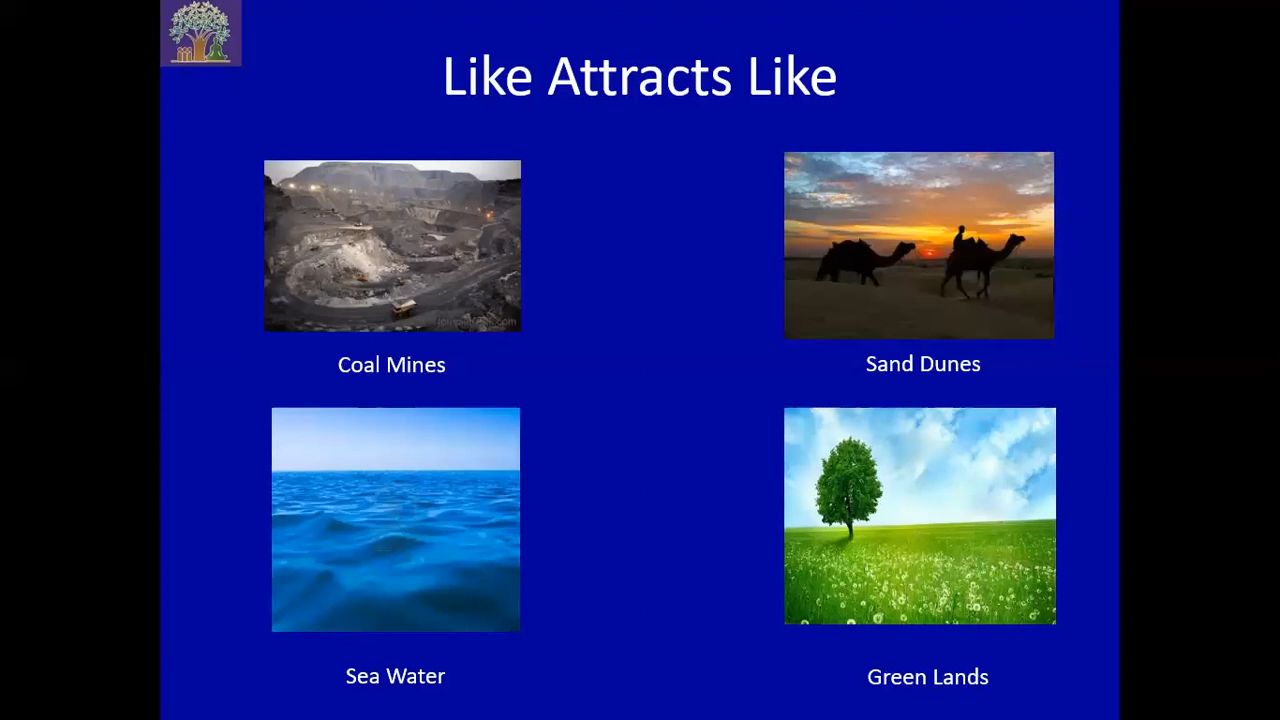 Like Attracts Like
Coal Mines
Sand Dunes
Sea Water
Green Lands